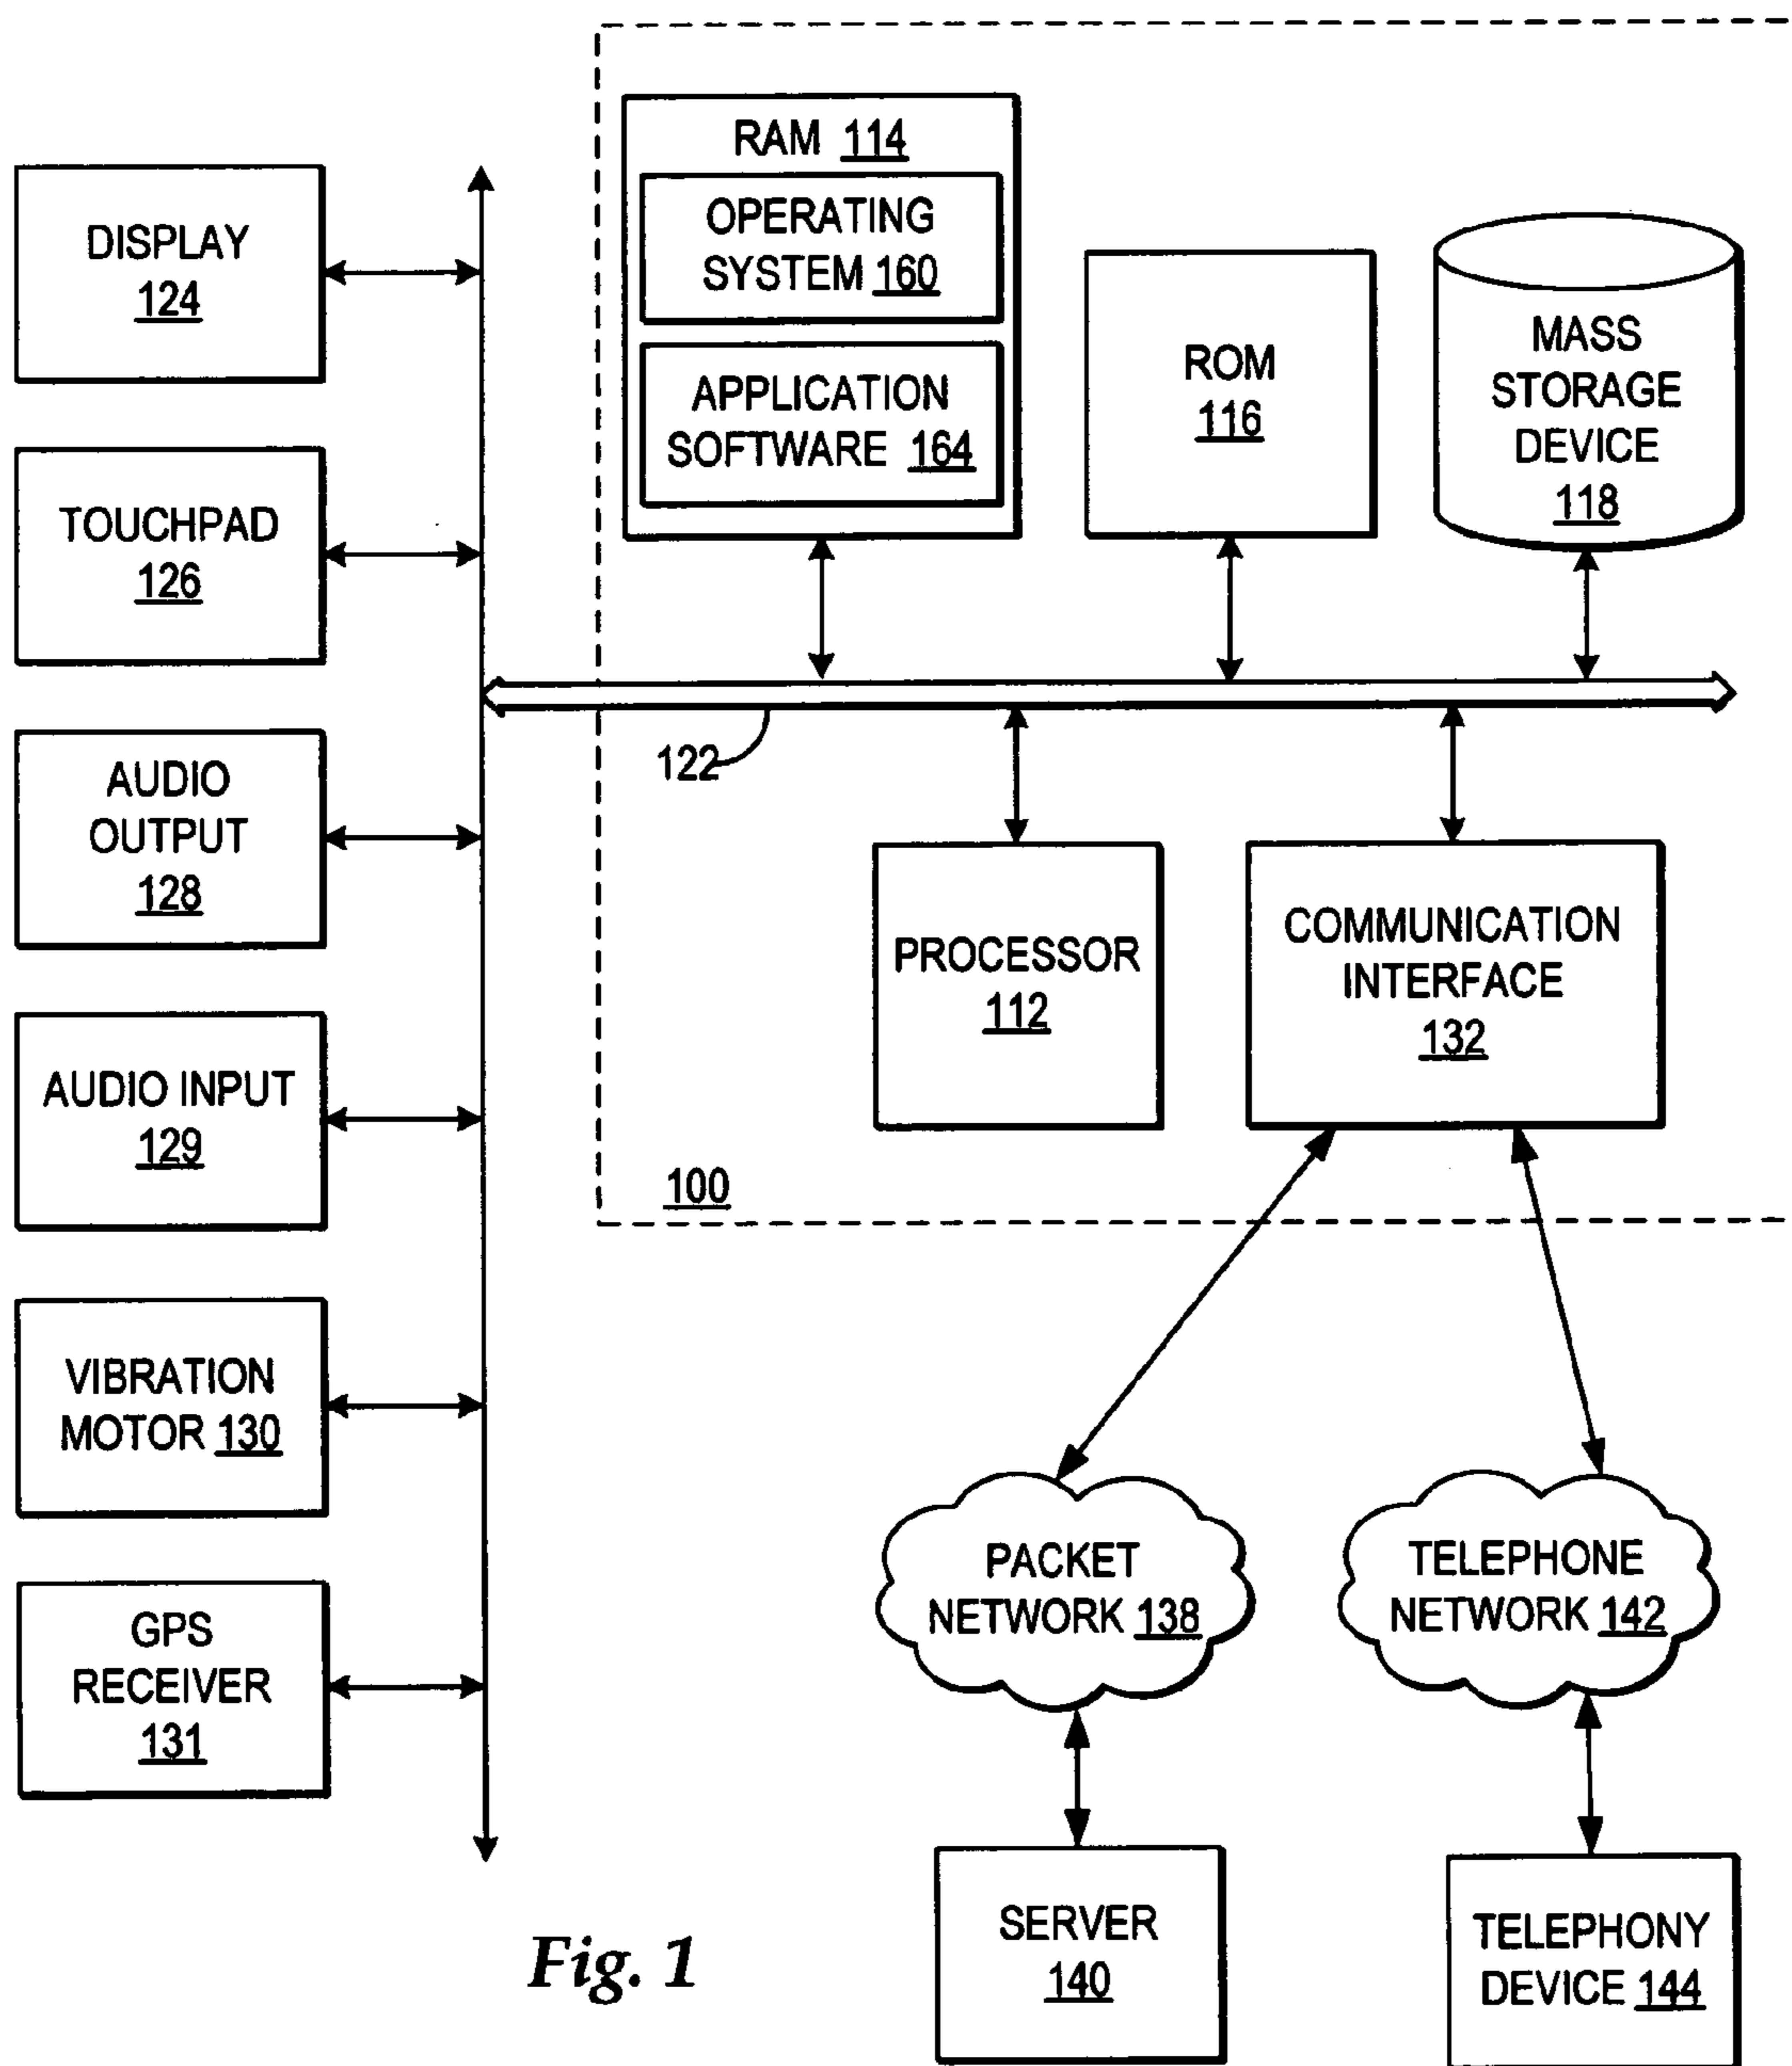 DISPLAY
124
TOUCHPAD
126
AUDIO
OUTPUT
128
AUDIO INPUT
129
VIBRATION
MOTOR 130
GPS
RECEIVER
131
RAM 114
OPERATING
SYSTEM 160
APPLICATION
SOFTWARE 164
ROM
116
MASS
STORAGE
DEVICE
118
122
PROCESSOR
112
COMMUNICATION
INTERFACE
132
100
PACKET
NETWORK 138
TELEPHONE
NETWORK 142
SERVER
140
TELEPHONY
DEVICE 144
Fig. 1